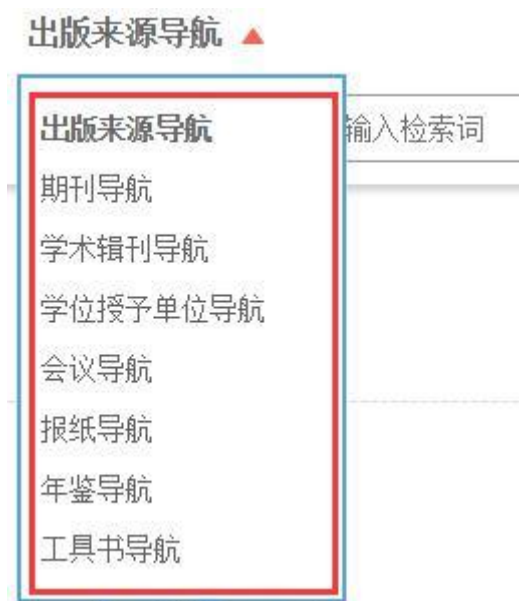 出版来源导航
出版来源导航
输入检索词
期刊导航
学术辑刊导航
学位授予单位导航
会议导航
报纸导航
年鉴导航
工具书导航